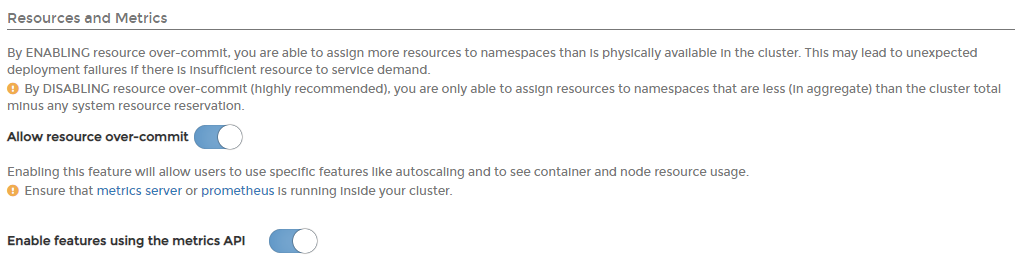 Resources and Metrics
By ENABLING resource over-commit, you are able to assign more resources to namespaces than is physically available in the cluster. This may lead to unexpected
deployment failures if there is insufficient resource to service demand.
By DISABLING resource over-commit (highly recommended), you are only able to assign resources to namespaces that are less (in aggregate) than the cluster total
minus any system resource reservation.
Allow resource over-commit
Enabling this feature will allow users to use specific features like autoscaling and to see container and node resource usage.
Ensure that metrics server or prometheus is running inside your cluster.
Enable features using the metrics API